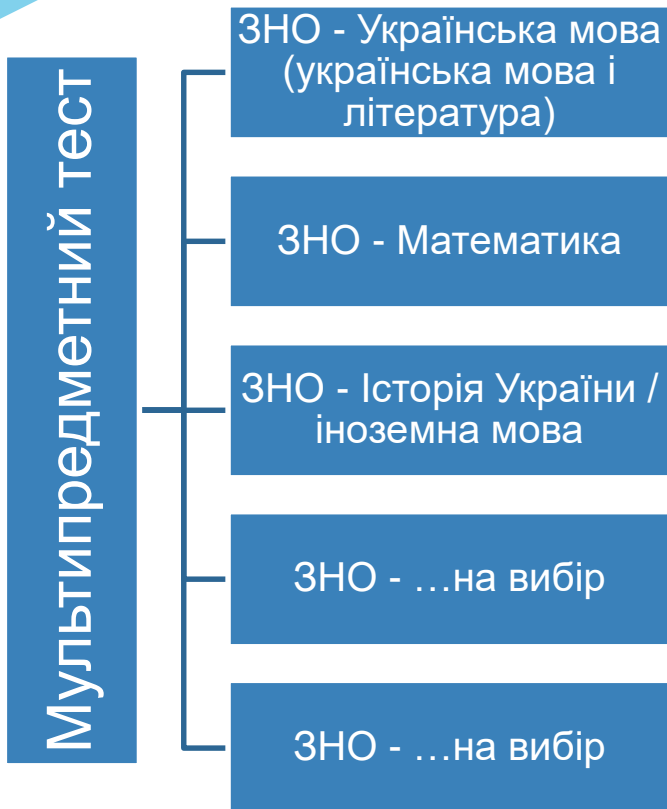 Мультипредметний тест
ЗНО - Українська мова
(українська мова і
література)
ЗНО - Математика
ЗНО - Історія України /
іноземна мова
ЗНО - …на вибір
ЗНО - …на вибір